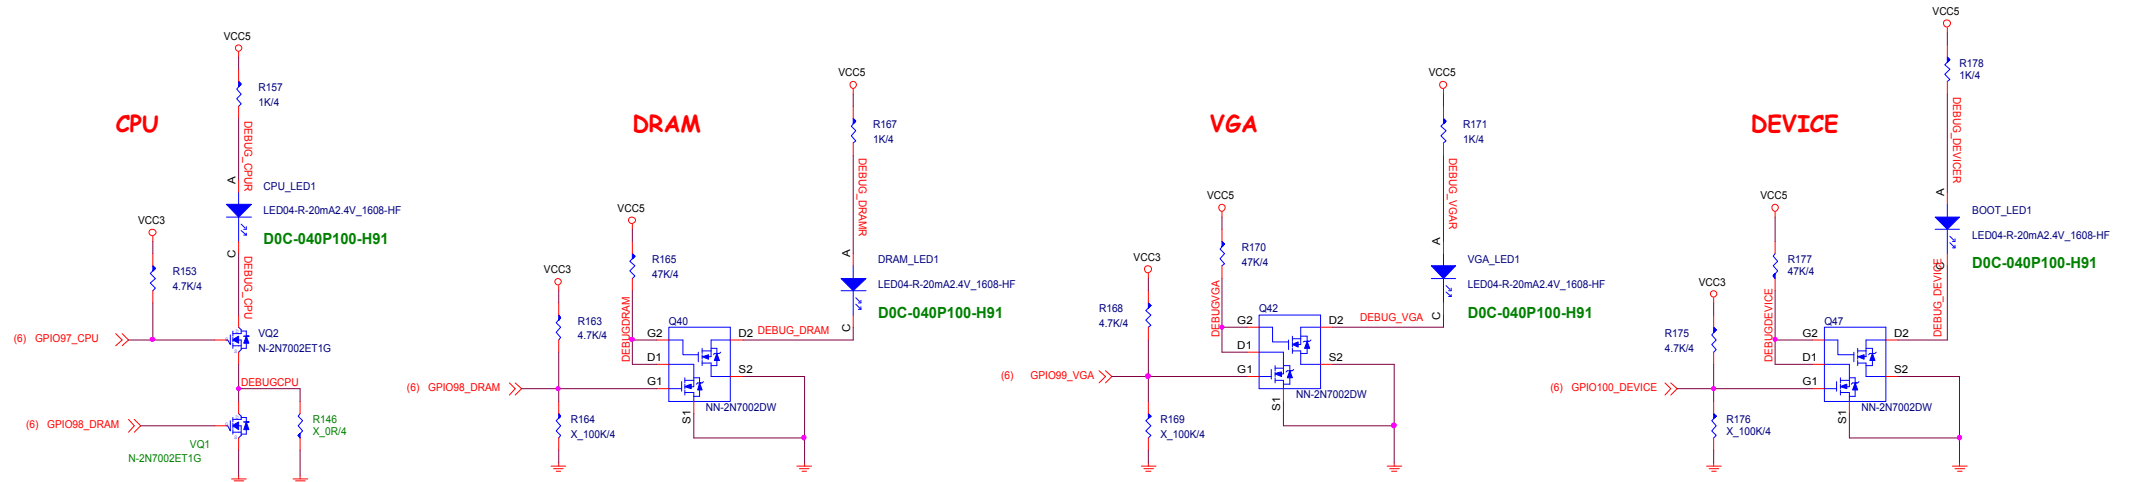 CPU
VCC5
R157
1K/4
DEBUG_CPUR
A
CPU_LED1
LED04-R-20mA2.4V_1608-HF
D0C-040P100-H91
C
DEBUG_CPU
VCC3
R153
4.7K/4
(6) GPIO97_CPU
VQ2
N-2N7002ET1G
DEBUGCPU
(6) GPIO98_DRAM
VQ1
N-2N7002ET1G
R146
X_0R/4
DRAM
VCC5
R167
1K/4
DEBUG_DRAMR
A
DRAM_LED1
LED04-R-20mA2.4V_1608-HF
D0C-040P100-H91
C
VCC5
R165
47K/4
DEBUGDRAM
VCC3
R163
4.7K/4
Q40
G2
D2
DEBUG_DRAM
D1
S2
(6) GPIO98_DRAM
G1
S1
NN-2N7002DW
R164
X_100K/4
VGA
VCC5
R171
1K/4
DEBUG_VGAR
A
VGA_LED1
LED04-R-20mA2.4V_1608-HF
D0C-040P100-H91
C
VCC5
R170
47K/4
DEBUGVGA
VCC3
R168
4.7K/4
Q42
G2
D2
DEBUG_VGA
D1
S2
(6) GPIO99_VGA
G1
S1
NN-2N7002DW
R169
X_100K/4
DEVICE
VCC5
R178
1K/4
DEBUG_DEVICER
A
BOOT_LED1
LED04-R-20mA2.4V_1608-HF
D0C-040P100-H91
C
DEBUG_DEVICE
VCC5
R177
47K/4
DEBUGDEVICE
VCC3
R175
4.7K/4
Q47
G2
D2
D1
S2
(6) GPIO100_DEVICE
G1
S1
NN-2N7002DW
R176
X_100K/4